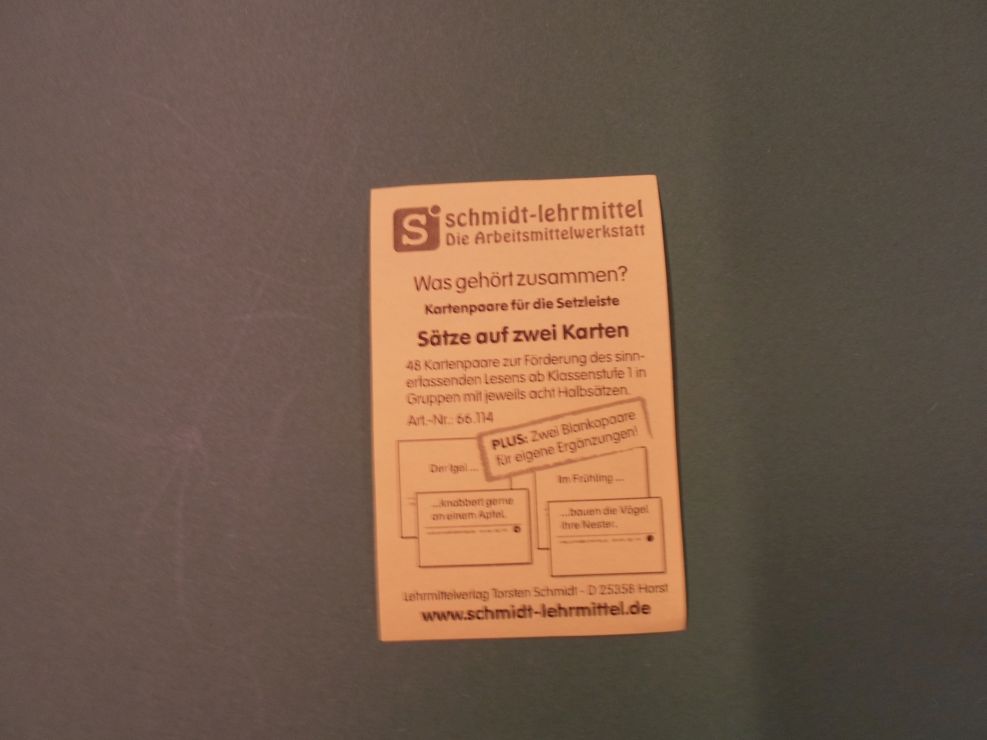 S
schmidt-lehrmittel
Die Arbeitsmittelwerkstatt
Was gehört zusammen?
Kartenpaare für die Setzleiste
Sätze auf zwei Karten
48 Kartenpaare zur Förderung des sinn-
erfassenden Lesens ab Klassenstufe 1 in
Gruppen mit jeweils acht Halbsätzen.
Art.-Nr.: 66.114
PLUS: Zwei Blankopaare
für eigene Ergänzungen!
Der Igel ...
...knabbert gerne
an einem Apfel.
Im Frühling ...
...bauen die Vögel
ihre Nester.
Lehrmittelverlag Torsten Schmidt - D 25358 Horst
www.schmidt-lehrmittel.de